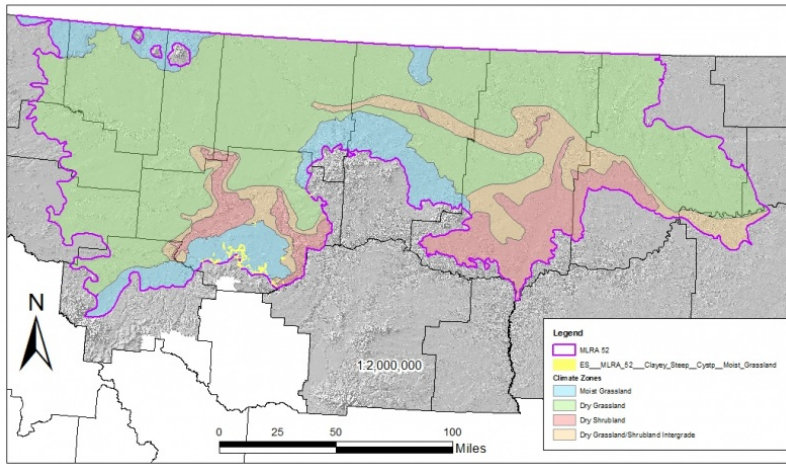 N
1:2,000,000
0 25 50 100
Miles
Legend
MLRA 52
ES___MLRA_52___Clayey_Steep__Cystp__Moist_Grassland
Climate Zones
Moist Grassland
Dry Grassland
Dry Shrubland
Dry Grassland/Shrubland Intergrade